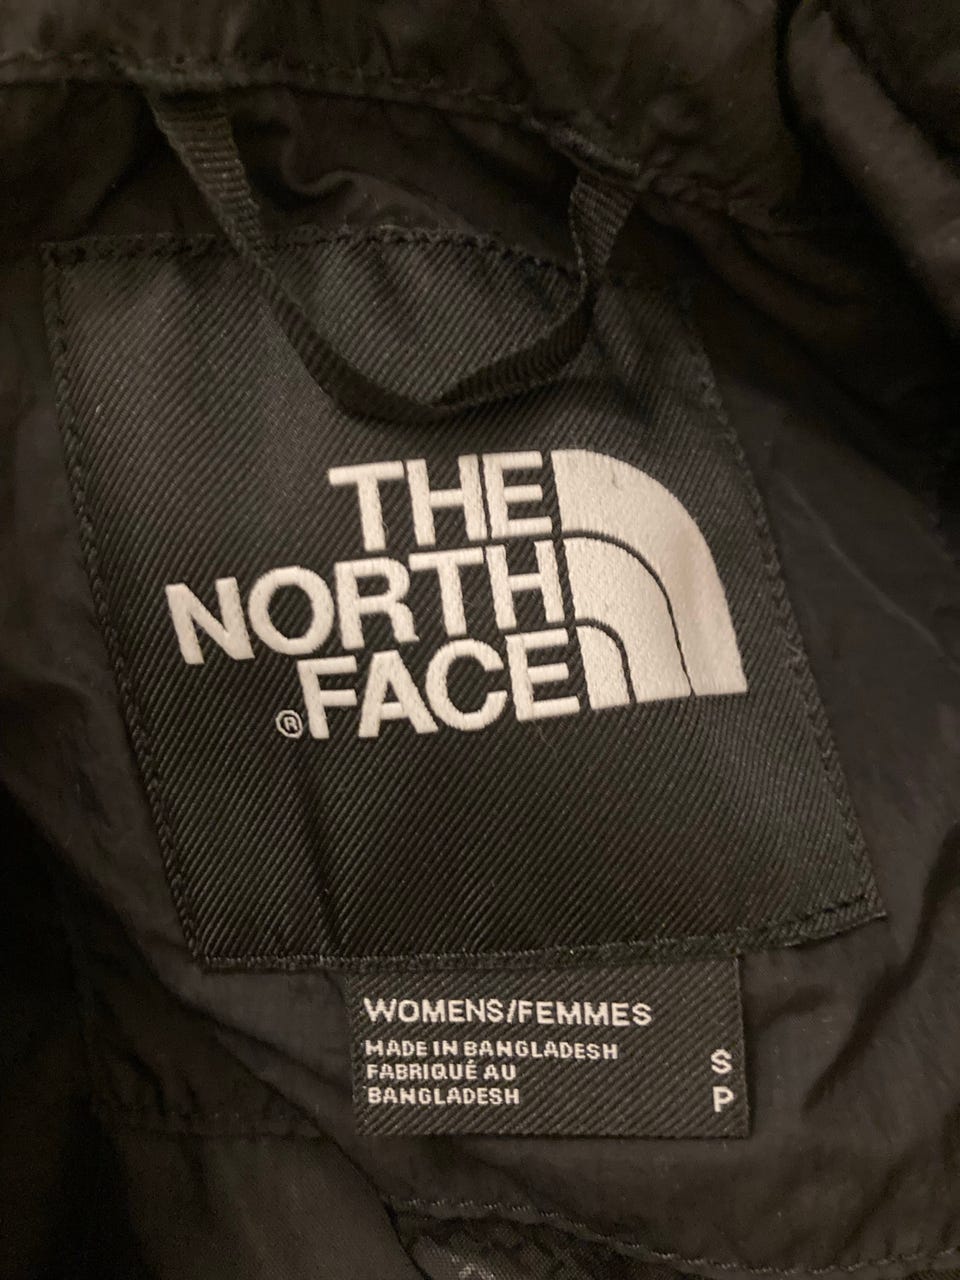 THE
NORTH
FACE
®
WOMENS/FEMMES
MADE IN BANGLADESH
FABRIQUÉ AU
BANGLADESH
S
P